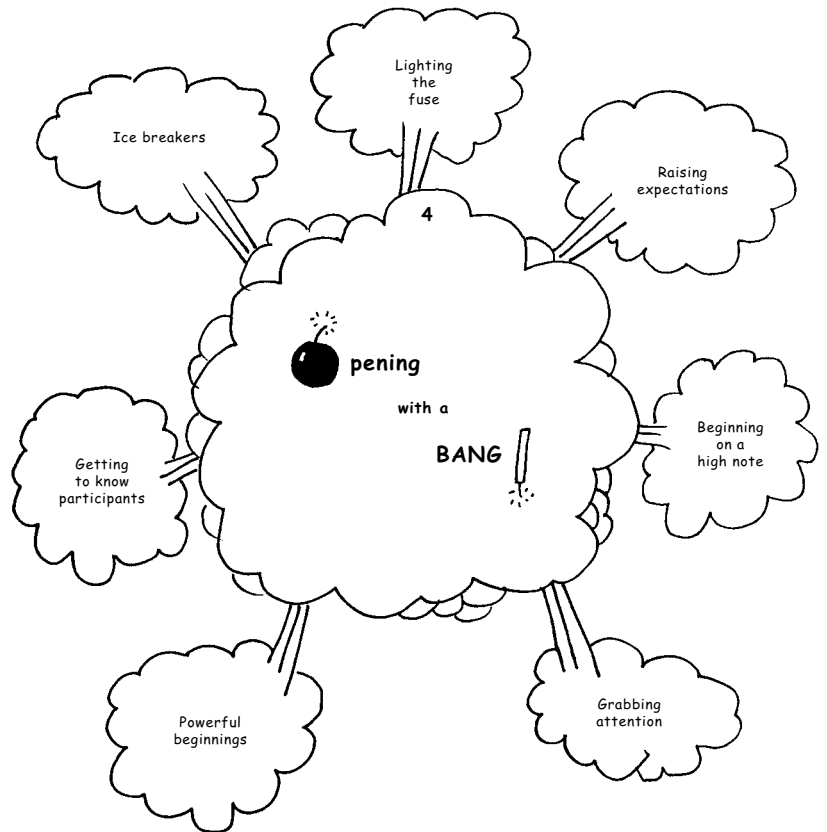 Lighting
the
fuse
Ice breakers
Raising
expectations
4
pening
with a
BANG
Beginning
on a
high note
Getting
to know
participants
Powerful
beginnings
Grabbing
attention